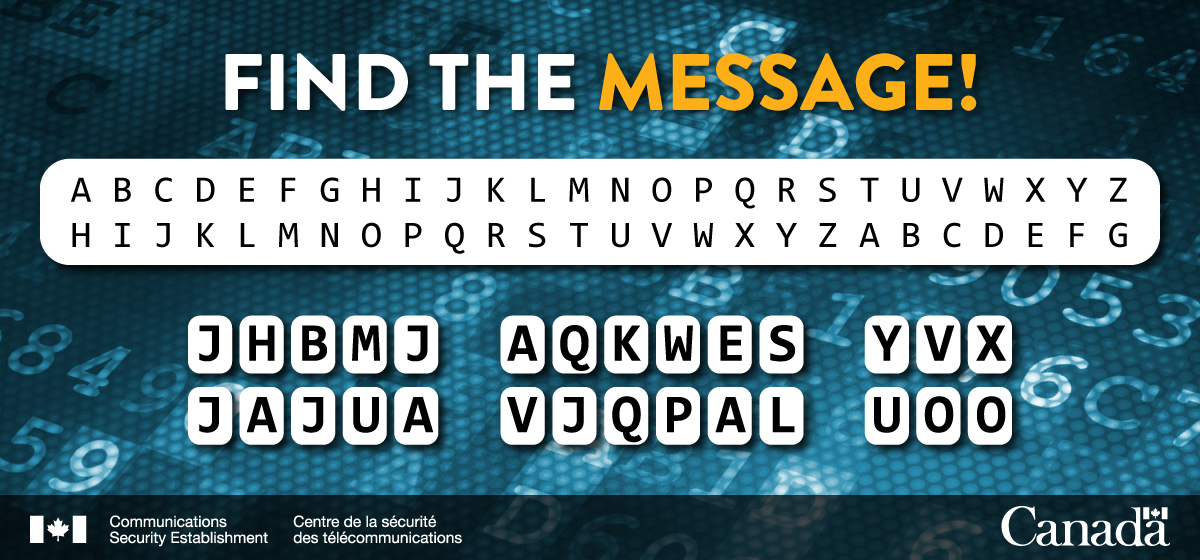 FIND THE MESSAGE!
A B C D E F G H I J K L M N O P Q R S T U V W X Y Z
H I J K L M N O P Q R S T U V W X Y Z A B C D E F G
JHBMJ AQKWES YVX
JAJUA VJQPAL UOO
Communications
Security Establishment
Centre de la sécurité
des télécommunications
Canada